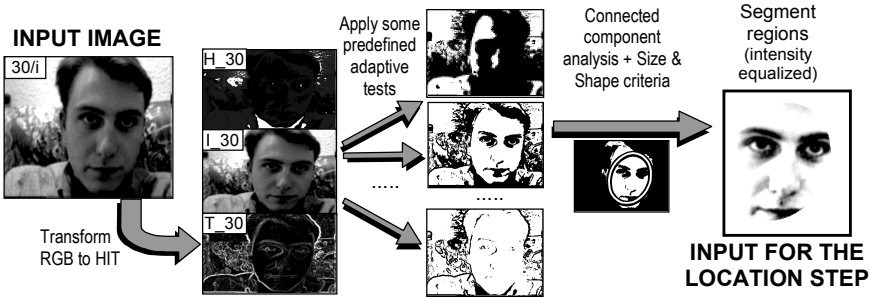 INPUT IMAGE
30/i
Transform
RGB to HIT
H_30
I_30
T_30
Apply some
predefined
adaptive
tests
.....
.....
Connected
component
analysis + Size &
Shape criteria
Segment
regions
(intensity
equalized)
INPUT FOR THE
LOCATION STEP